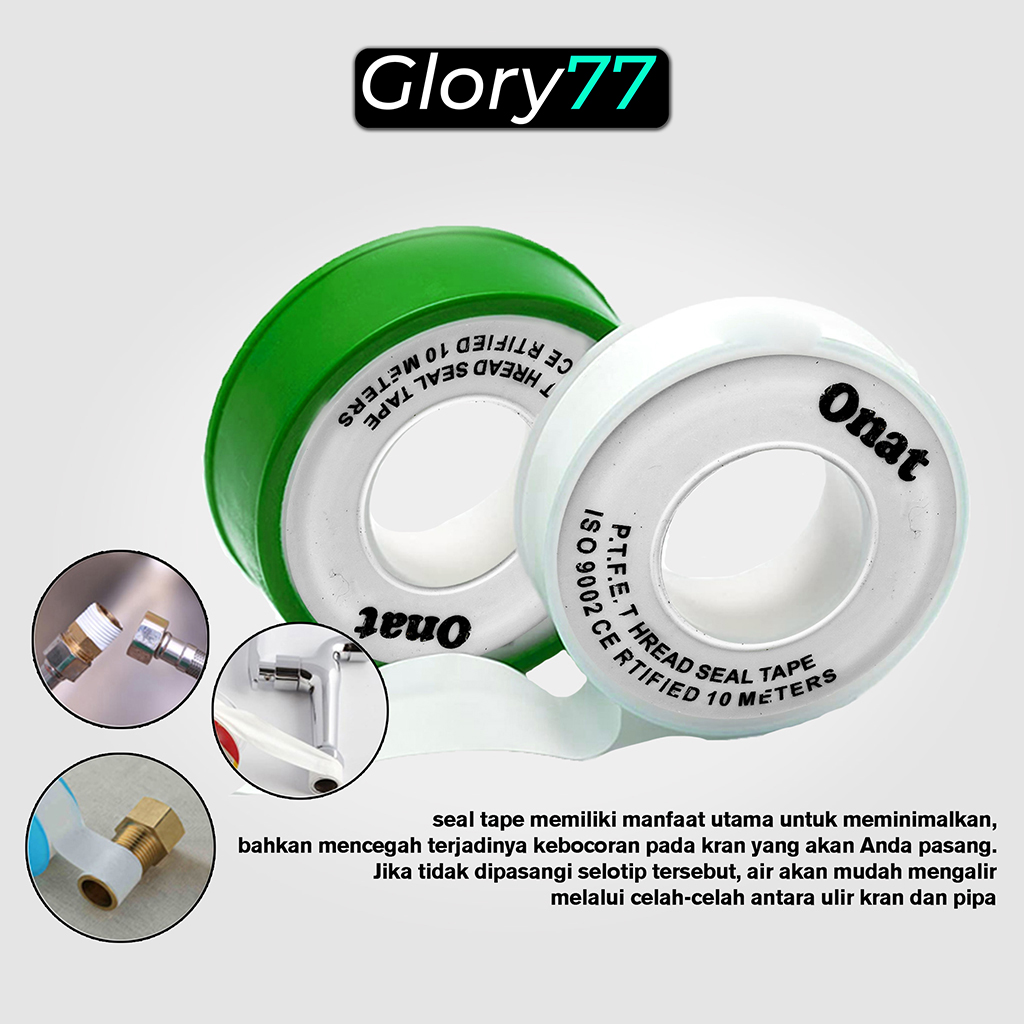 Glory77
CE RTIFIED 10 METERS
T HREAD SEAL TAPE
Onat
Onat
P.T.F.E. T HREAD SEAL TAPE
ISO 9002 CE RTIFIED 10 METERS
seal tape memiliki manfaat utama untuk meminimalkan,
bahkan mencegah terjadinya kebocoran pada kran yang akan Anda pasang.
Jika tidak dipasangi selotip tersebut, air akan mudah mengalir
melalui celah-celah antara ulir kran dan pipa